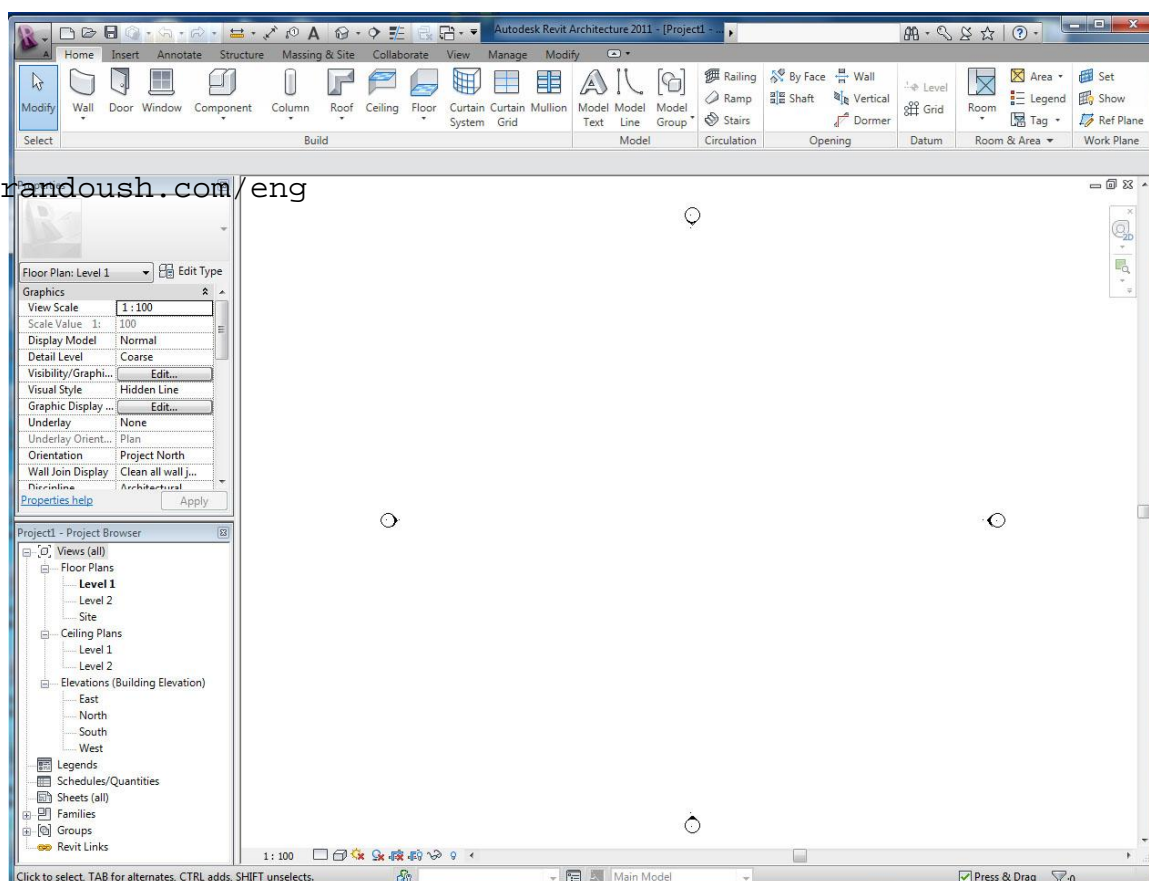 Autodesk Revit Architecture 2011 - [Project1 - ...
Home Insert Annotate Structure Massing & Site Collaborate View Manage Modify
Modify Wall Door Window Component Column Roof Ceiling Floor Curtain System Curtain Grid Mullion Model Text Model Line Model Group
Railing By Face Wall Level Area Set
Ramp Shaft Vertical Grid Room Legend Show
Stairs Dormer Tag Ref Plane
Select Build Model Circulation Opening Datum Room & Area Work Plane
Properties
randoush.com/eng
2D
Floor Plan: Level 1 Edit Type
Graphics
View Scale 1 : 100
Scale Value 1: 100
Display Model Normal
Detail Level Coarse
Visibility/Graphi... Edit...
Visual Style Hidden Line
Graphic Display ... Edit...
Underlay None
Underlay Orient... Plan
Orientation Project North
Wall Join Display Clean all wall j...
Discipline Architectural
Properties help Apply
Project1 - Project Browser
Views (all)
Floor Plans
Level 1
Level 2
Site
Ceiling Plans
Level 1
Level 2
Elevations (Building Elevation)
East
North
South
West
Legends
Schedules/Quantities
Sheets (all)
Families
Groups
Revit Links
1 : 100
Click to select, TAB for alternates, CTRL adds, SHIFT unselects. Main Model Press & Drag :0